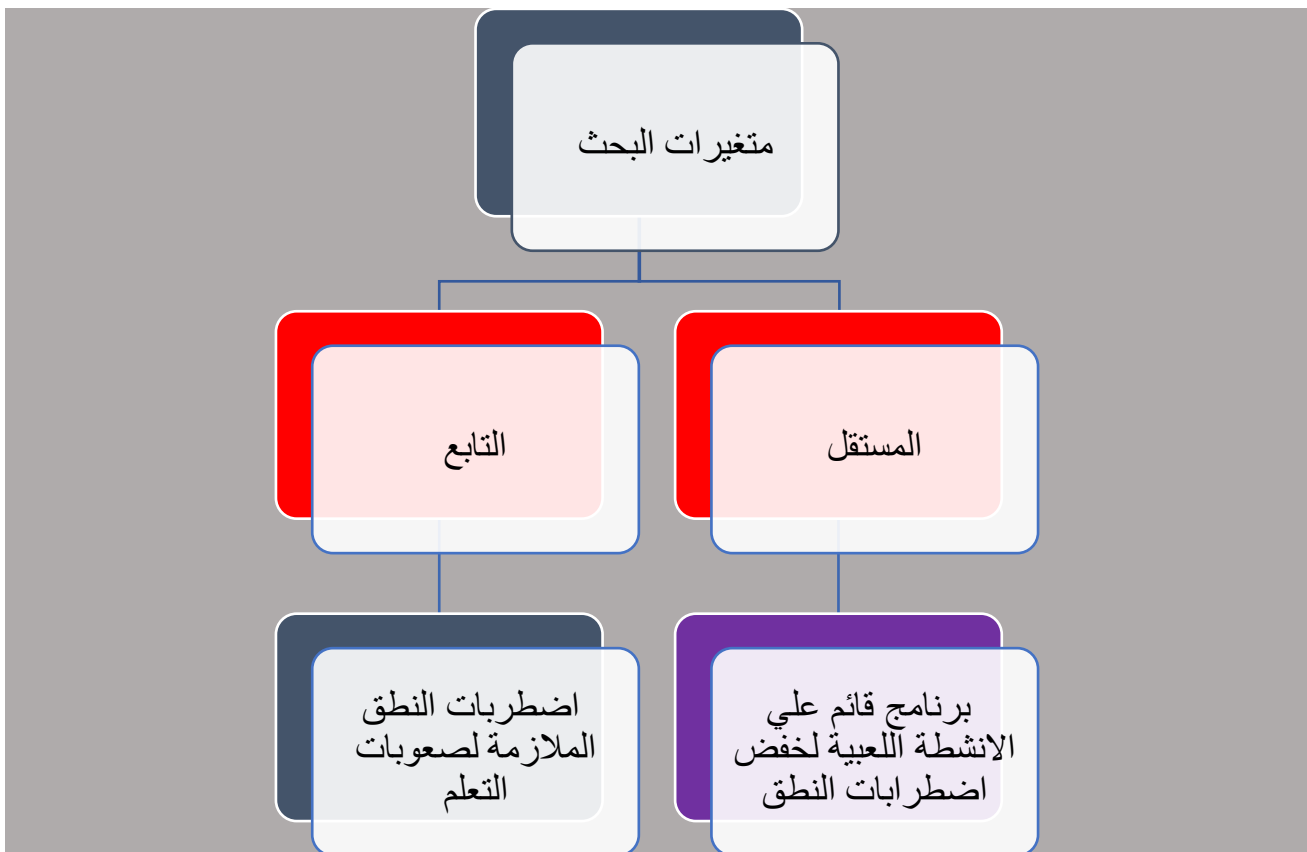 متغيرات البحث
المستقل
التابع
برنامج قائم علي
الانشطة اللعبية لخفض
اضطرابات النطق
اضطربات النطق
الملازمة لصعوبات
التعلم